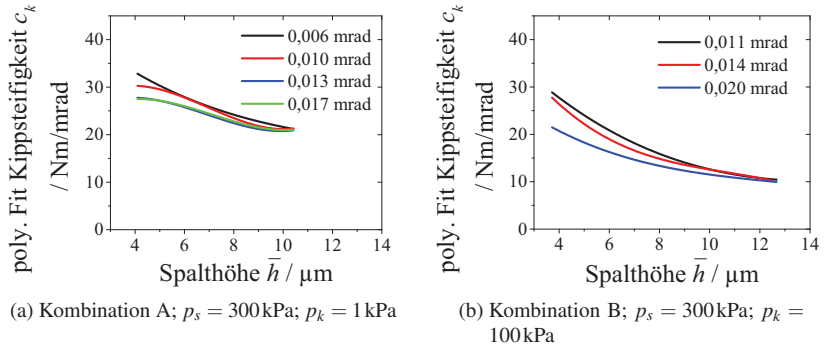 poly. Fit Kippsteifigkeit c_k
/ Nm/mrad
40
30
20
10
0
0,006 mrad
0,010 mrad
0,013 mrad
0,017 mrad
4 6 8 10 12 14
Spalthöhe h̅ / µm
(a) Kombination A; p_s = 300 kPa; p_k = 1 kPa
poly. Fit Kippsteifigkeit c_k
/ Nm/mrad
40
30
20
10
0
0,011 mrad
0,014 mrad
0,020 mrad
4 6 8 10 12 14
Spalthöhe h̅ / µm
(b) Kombination B; p_s = 300 kPa; p_k =
100 kPa